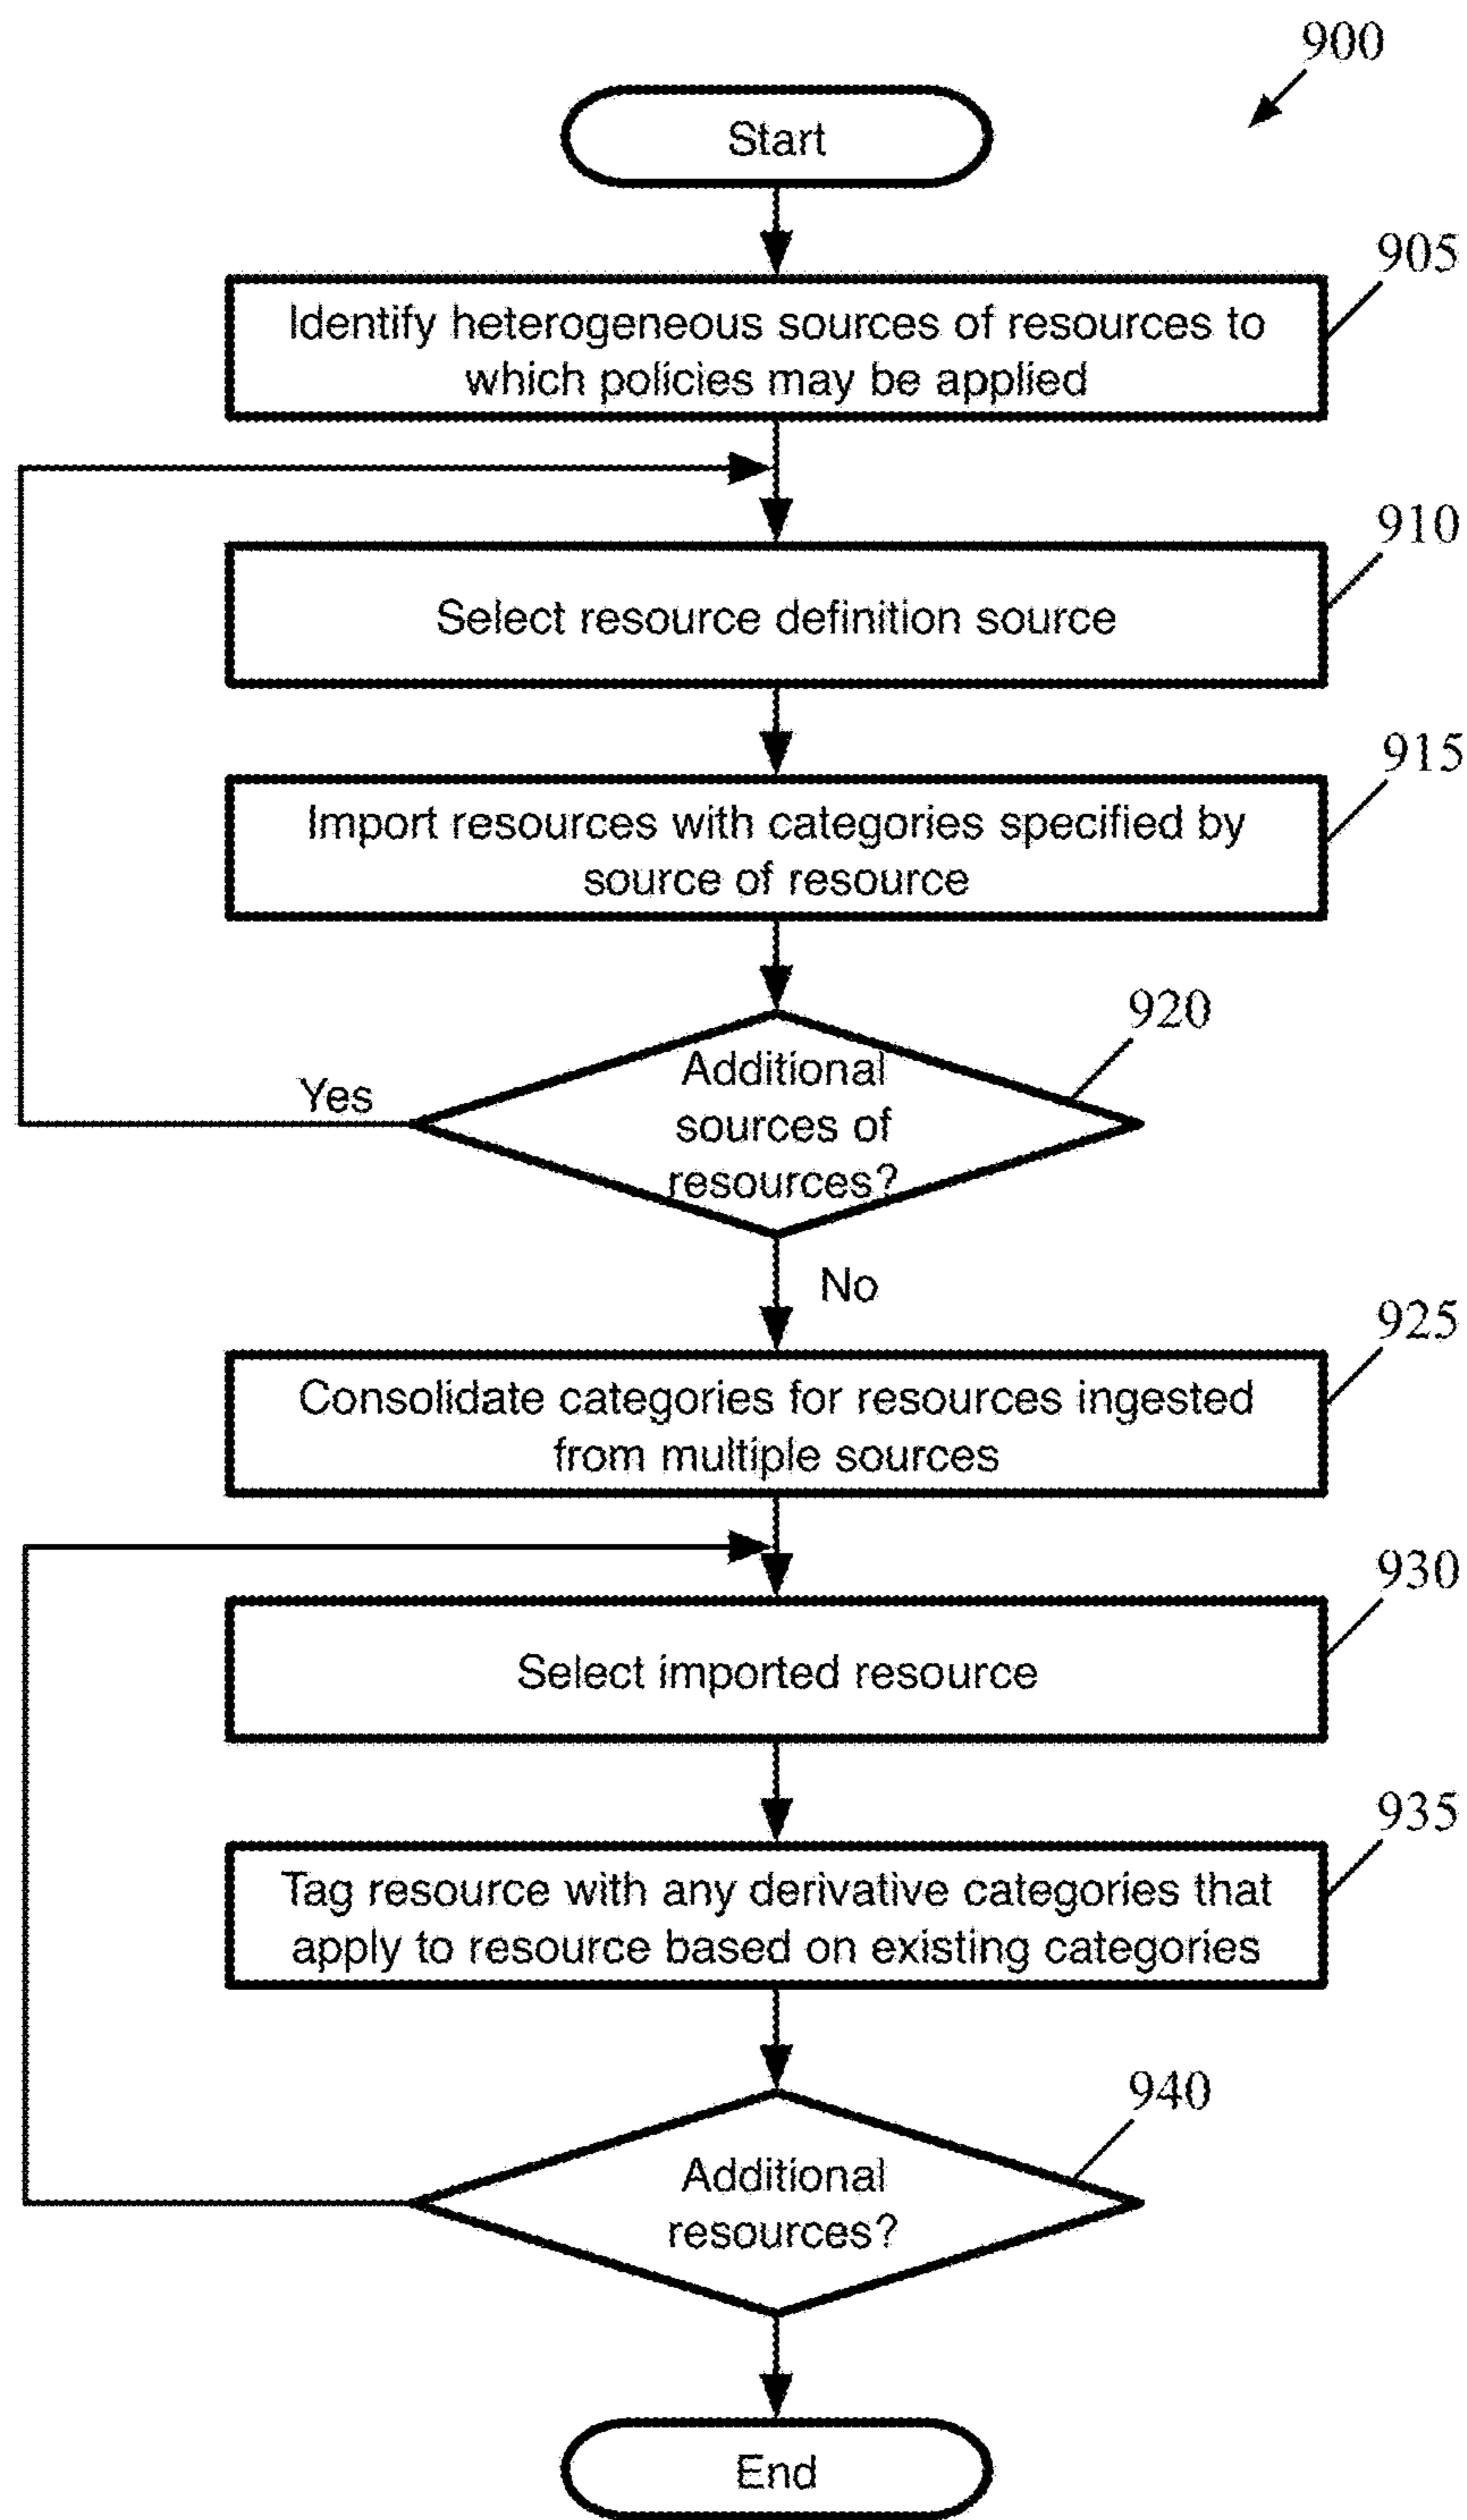 900
Start
905
Identify heterogeneous sources of resources to
which policies may be applied
910
Select resource definition source
915
Import resources with categories specified by
source of resource
920
Additional
sources of
resources?
Yes
No
925
Consolidate categories for resources ingested
from multiple sources
930
Select imported resource
935
Tag resource with any derivative categories that
apply to resource based on existing categories
940
Additional
resources?
End